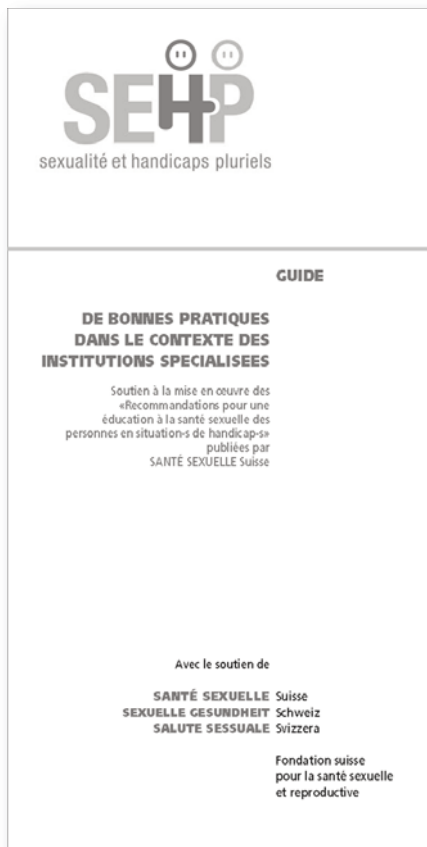 SEHP
sexualité et handicaps pluriels
GUIDE
DE BONNES PRATIQUES
DANS LE CONTEXTE DES
INSTITUTIONS SPECIALISEES
Soutien à la mise en œuvre des
«Recommandations pour une
éducation à la santé sexuelle des
personnes en situation-s de handicap-s»
publiées par
SANTÉ SEXUELLE Suisse
Avec le soutien de
SANTÉ SEXUELLE Suisse
SEXUELLE GESUNDHEIT Schweiz
SALUTE SESSUALE Svizzera
Fondation suisse
pour la santé sexuelle
et reproductive